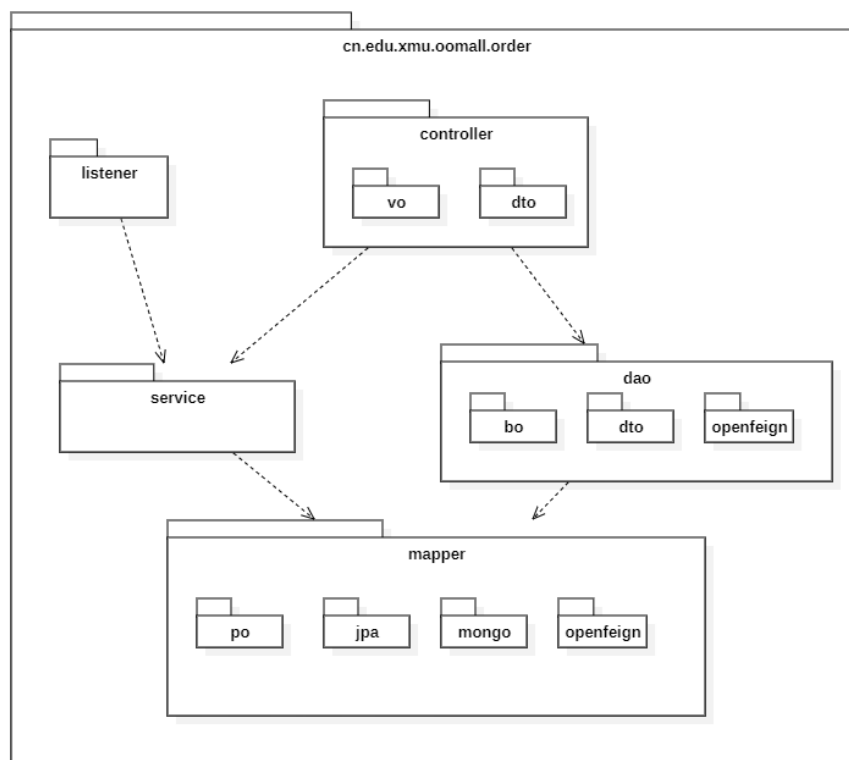 cn.edu.xmu.oomall.order
controller
listener
vo
dto
dao
service
bo
dto
openfeign
mapper
po
jpa
mongo
openfeign